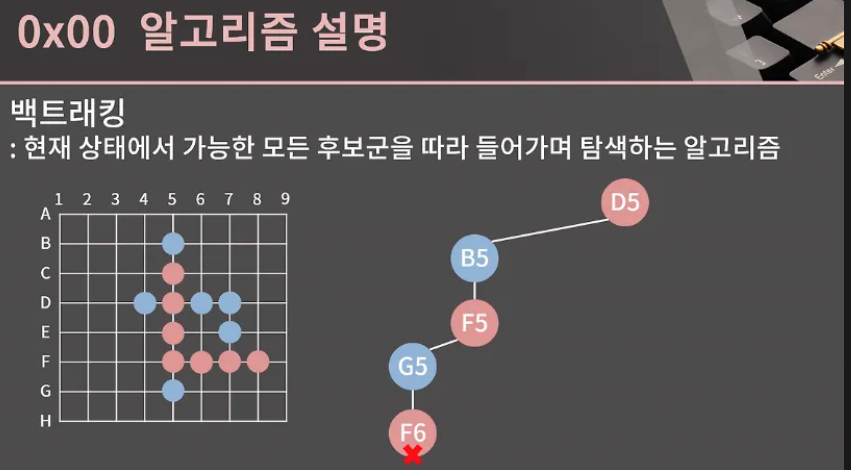 0x00 알고리즘 설명
Enter
백트래킹
: 현재 상태에서 가능한 모든 후보군을 따라 들어가며 탐색하는 알고리즘
1 2 3 4 5 6 7 8 9
A
B
C
D
E
F
G
H
D5
B5
F5
G5
F6